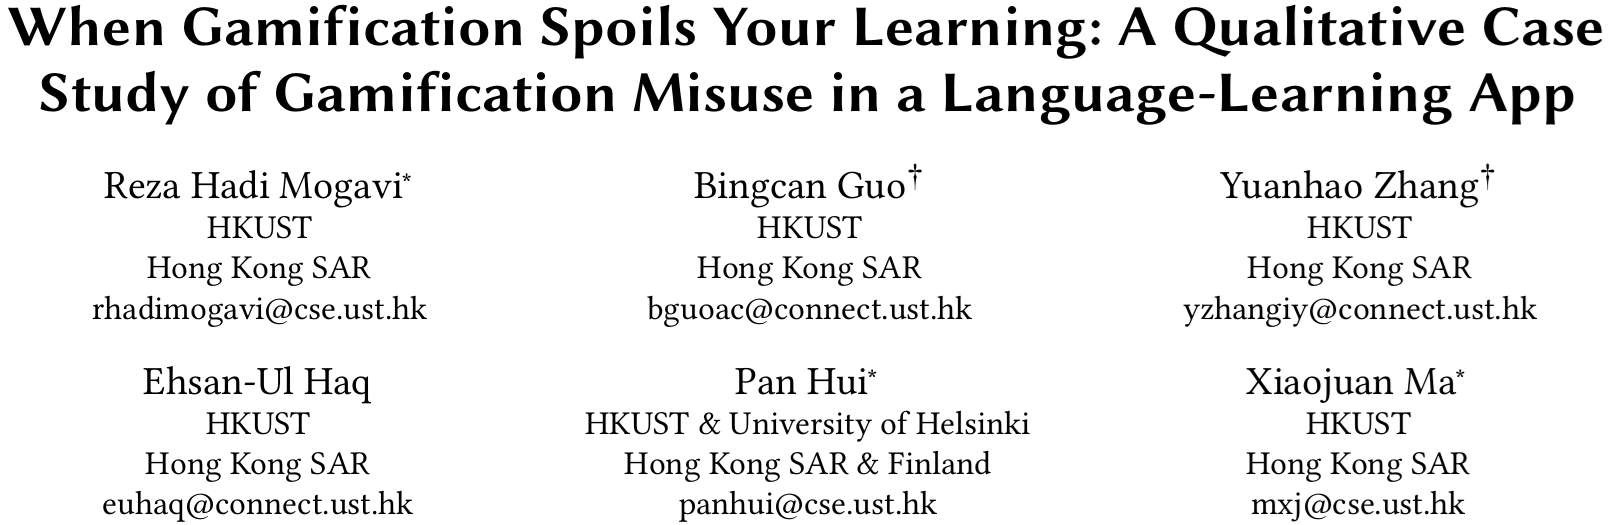 When Gamification Spoils Your Learning: A Qualitative Case
Study of Gamification Misuse in a Language-Learning App
Reza Hadi Mogavi*
HKUST
Hong Kong SAR
rhadimogavi@cse.ust.hk
Bingcan Guo†
HKUST
Hong Kong SAR
bguoac@connect.ust.hk
Yuanhao Zhang†
HKUST
Hong Kong SAR
yzhangiy@connect.ust.hk
Ehsan-Ul Haq
HKUST
Hong Kong SAR
euhaq@connect.ust.hk
Pan Hui*
HKUST & University of Helsinki
Hong Kong SAR & Finland
panhui@cse.ust.hk
Xiaojuan Ma*
HKUST
Hong Kong SAR
mxj@cse.ust.hk